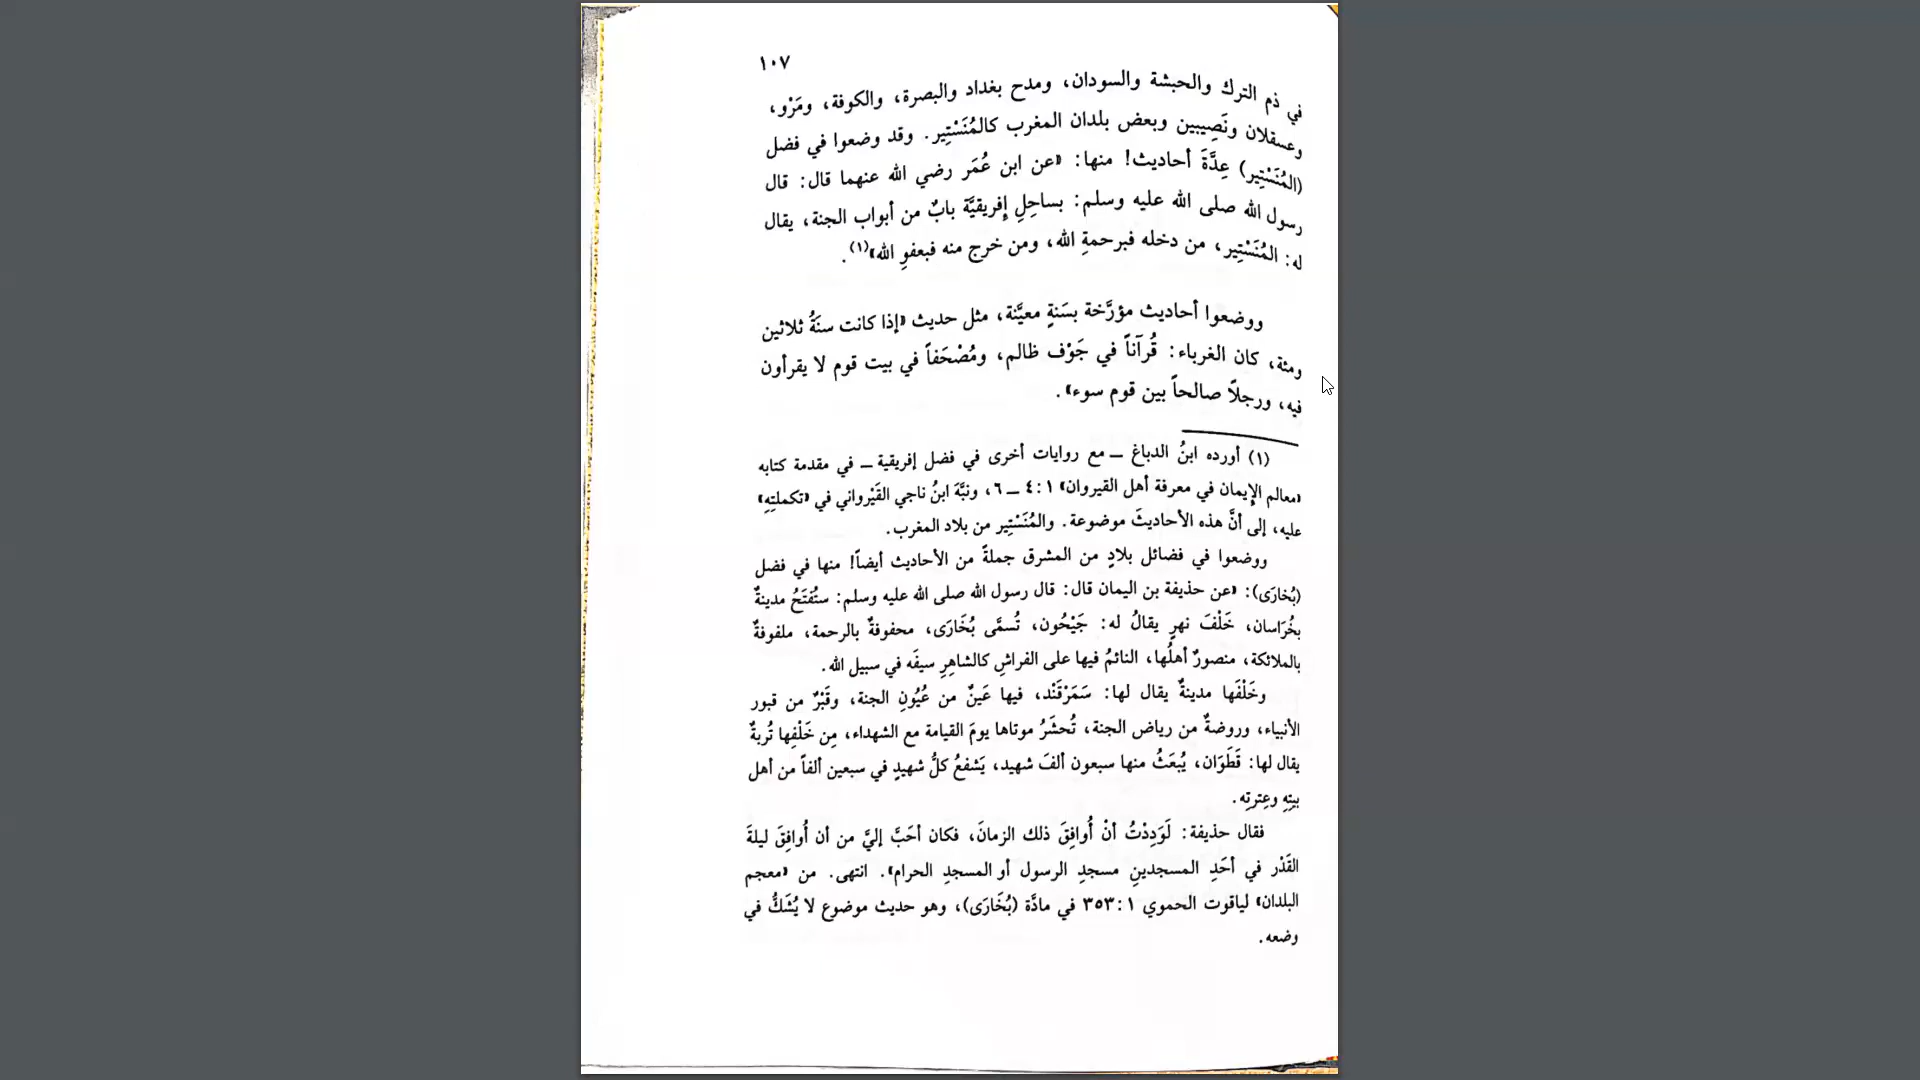 ١٠٧
في ذم الترك والحبشة والسودان، ومدح بغداد والبصرة، والكوفة، ومَرْو،
وعسقلان ونَصِيبين وبعض بلدان المغرب كالمُنَسْتِير. وقد وضعوا في فضل
(المُنَسْتِير) عِدَّةَ أحاديث! منها: «عن ابن عُمَر رضي الله عنهما قال: قال
رسول الله صلى الله عليه وسلم: بساحِلِ إفريقيَّة بابٌ من أبواب الجنة، يقال
له: المُنَسْتِير، من دخله فبرحمةِ الله، ومن خرج منه فبعفوِ الله»(١).
ووضعوا أحاديث مؤرَّخة بسَنةٍ معيَّنة، مثل حديث «إذا كانت سنَةُ ثلاثين
ومئة، كان الغرباء: قُرآناً في جَوْف ظالم، ومُصْحَفاً في بيت قوم لا يقرأون
فيه، ورجلاً صالحاً بين قوم سوء».
(١) أورده ابنُ الدباغ ــ مع روايات أخرى في فضل إفريقية ــ في مقدمة كتابه
«معالم الإيمان في معرفة أهل القيروان» ١:‏٤ ــ ٦، ونبَّهَ ابنُ ناجي القَيْرواني في «تكملتِهِ»
عليه، إلى أنَّ هذه الأحاديثَ موضوعة. والمُنَسْتِير من بلاد المغرب.
ووضعوا في فضائل بلادٍ من المشرق جملةً من الأحاديث أيضاً! منها في فضل
(بُخارَى): «عن حذيفة بن اليمان قال: قال رسول الله صلى الله عليه وسلم: ستُفتَحُ مدينةٌ
بخُرَاسان، خَلْفَ نهرٍ يقالُ له: جَيْحُون، تُسمَّى بُخَارَى، محفوفةٌ بالرحمة، ملفوفةٌ
بالملائكة، منصورٌ أهلُها، النائمُ فيها على الفراشِ كالشاهِرِ سيفَه في سبيل الله.
وخَلْفَها مدينةٌ يقال لها: سَمَرْقَنْد، فيها عَينٌ من عُيُونِ الجنة، وقَبْرٌ من قبور
الأنبياء، وروضةٌ من رياض الجنة، تُحشَرُ موتاها يومَ القيامة مع الشهداء، مِن خَلْفِها تُربةٌ
يقال لها: قَطَوَان، يُبعَثُ منها سبعون ألفَ شهيد، يَشفعُ كلُّ شهيدٍ في سبعين ألفاً من أهل
بيتِهِ وعِترتِه.
فقال حذيفة: لَوَدِدْتُ أنْ أُوافِقَ ذلك الزمانَ، فكان أحَبَّ إليَّ من أن أُوافِقَ ليلةَ
القَدْر في أحَدِ المسجدينِ مسجدِ الرسول أو المسجدِ الحرام». انتهى. من «معجم
البلدان» لياقوت الحموي ١:‏٣٥٣ في مادَّة (بُخَارَى)، وهو حديث موضوع لا يُشَكُّ في
وضعه.